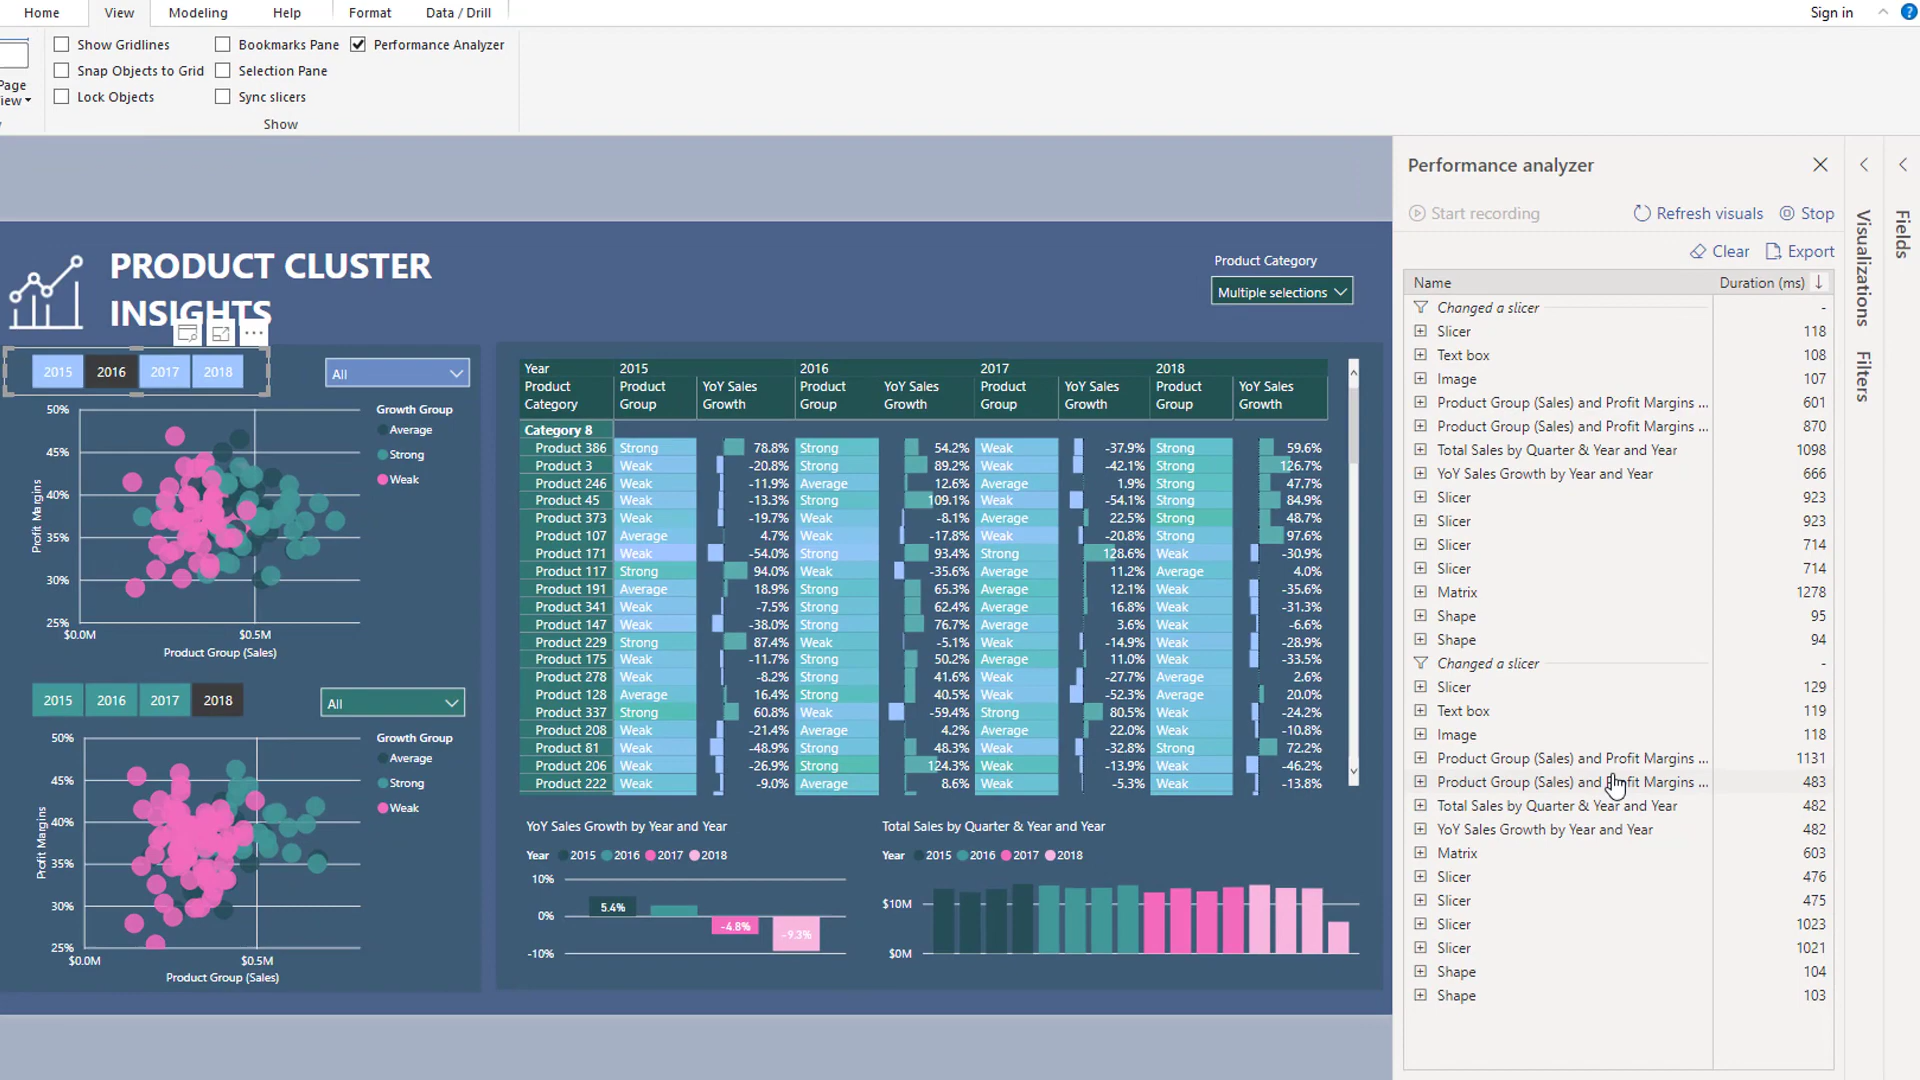 Home View Modeling Help Format Data / Drill Sign in ?
Show Gridlines Bookmarks Pane Performance Analyzer
Snap Objects to Grid Selection Pane
Lock Objects Sync slicers
Page
Show
Performance analyzer
Start recording Refresh visuals Stop
Clear Export
Visualizations
Filters
Fields
Name Duration (ms)
Changed a slicer -
Slicer 118
Text box 108
Image 107
Product Group (Sales) and Profit Margins ... 601
Product Group (Sales) and Profit Margins ... 870
Total Sales by Quarter & Year and Year 1098
YoY Sales Growth by Year and Year 666
Slicer 923
Slicer 923
Slicer 714
Slicer 714
Matrix 1278
Shape 95
Shape 94
Changed a slicer -
Slicer 129
Text box 119
Image 118
Product Group (Sales) and Profit Margins ... 1131
Product Group (Sales) and Profit Margins ... 483
Total Sales by Quarter & Year and Year 482
YoY Sales Growth by Year and Year 482
Matrix 603
Slicer 476
Slicer 475
Slicer 1023
Slicer 1021
Shape 104
Shape 103
PRODUCT CLUSTER
INSIGHTS
Product Category
Multiple selections
2015 2016 2017 2018
All
Growth Group
Average
Strong
Weak
Profit Margins
50%
45%
40%
35%
30%
25%
$0.0M $0.5M
Product Group (Sales)
2015 2016 2017 2018
All
Growth Group
Average
Strong
Weak
Profit Margins
50%
45%
40%
35%
30%
25%
$0.0M $0.5M
Product Group (Sales)
Year 2015 2016 2017 2018
Product Product YoY Sales Product YoY Sales Product YoY Sales Product YoY Sales
Category Group Growth Group Growth Group Growth Group Growth
Category 8
Product 386 Strong 78.8% Strong 54.2% Weak -37.9% Strong 59.6%
Product 3 Weak -20.8% Strong 89.2% Weak -42.1% Strong 126.7%
Product 246 Weak -11.9% Average 12.6% Average 1.9% Strong 47.7%
Product 45 Weak -13.3% Strong 109.1% Weak -54.1% Strong 84.9%
Product 373 Weak -19.7% Weak -8.1% Average 22.5% Strong 48.7%
Product 107 Average 4.7% Weak -17.8% Weak -20.8% Strong 97.6%
Product 171 Weak -54.0% Strong 93.4% Strong 128.6% Weak -30.9%
Product 117 Strong 94.0% Weak -35.6% Average 11.2% Average 4.0%
Product 191 Average 18.9% Strong 65.3% Average 12.1% Weak -35.6%
Product 341 Weak -7.5% Strong 62.4% Average 16.8% Weak -31.3%
Product 147 Weak -38.0% Strong 76.7% Average 3.6% Weak -6.6%
Product 229 Strong 87.4% Weak -5.1% Average -14.9% Weak -28.9%
Product 175 Weak -11.7% Strong 50.2% Average 11.0% Weak -33.5%
Product 278 Weak -8.2% Strong 41.6% Weak -27.7% Average 2.6%
Product 128 Average 16.4% Strong 40.5% Weak -52.3% Average 20.0%
Product 337 Strong 60.8% Weak -59.4% Strong 80.5% Weak -24.2%
Product 208 Weak -21.4% Average 4.2% Average 22.0% Weak -10.8%
Product 81 Weak -48.9% Strong 48.3% Weak -32.8% Strong 72.2%
Product 206 Weak -26.9% Strong 124.3% Weak -13.9% Weak -46.2%
Product 222 Weak -9.0% Average 8.6% Weak -5.3% Weak -13.8%
YoY Sales Growth by Year and Year
Year 2015 2016 2017 2018
10%
0%
-10%
5.4%
-4.8%
-9.3%
Total Sales by Quarter & Year and Year
Year 2015 2016 2017 2018
$10M
$0M